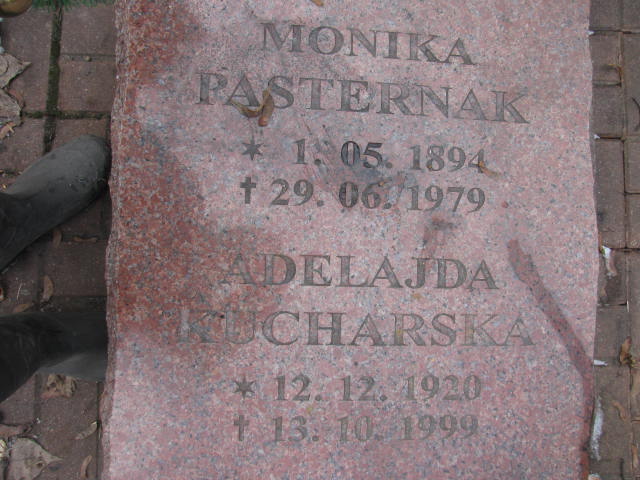 MONIKA
PASTERNAK
* 1. 05. 1894
✝ 29. 06. 1979
ADELAJDA
KUCHARSKA
* 12. 12. 1920
✝ 13. 10. 1999